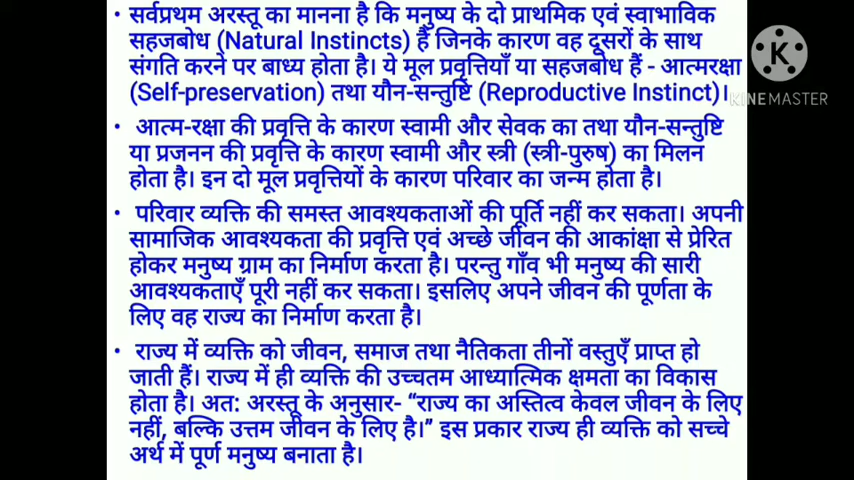 • सर्वप्रथम अरस्तू का मानना है कि मनुष्य के दो प्राथमिक एवं स्वाभाविक
सहजबोध (Natural Instincts) हैं जिनके कारण वह दूसरों के साथ
संगति करने पर बाध्य होता है। ये मूल प्रवृत्तियाँ या सहजबोध हैं - आत्मरक्षा
(Self-preservation) तथा यौन-सन्तुष्टि (Reproductive Instinct)।
• आत्म-रक्षा की प्रवृत्ति के कारण स्वामी और सेवक का तथा यौन-सन्तुष्टि
या प्रजनन की प्रवृत्ति के कारण स्वामी और स्त्री (स्त्री-पुरुष) का मिलन
होता है। इन दो मूल प्रवृत्तियों के कारण परिवार का जन्म होता है।
• परिवार व्यक्ति की समस्त आवश्यकताओं की पूर्ति नहीं कर सकता। अपनी
सामाजिक आवश्यकता की प्रवृत्ति एवं अच्छे जीवन की आकांक्षा से प्रेरित
होकर मनुष्य ग्राम का निर्माण करता है। परन्तु गाँव भी मनुष्य की सारी
आवश्यकताएँ पूरी नहीं कर सकता। इसलिए अपने जीवन की पूर्णता के
लिए वह राज्य का निर्माण करता है।
• राज्य में व्यक्ति को जीवन, समाज तथा नैतिकता तीनों वस्तुएँ प्राप्त हो
जाती हैं। राज्य में ही व्यक्ति की उच्चतम आध्यात्मिक क्षमता का विकास
होता है। अत: अरस्तू के अनुसार- “राज्य का अस्तित्व केवल जीवन के लिए
नहीं, बल्कि उत्तम जीवन के लिए है।” इस प्रकार राज्य ही व्यक्ति को सच्चे
अर्थ में पूर्ण मनुष्य बनाता है।
K
KINEMASTER